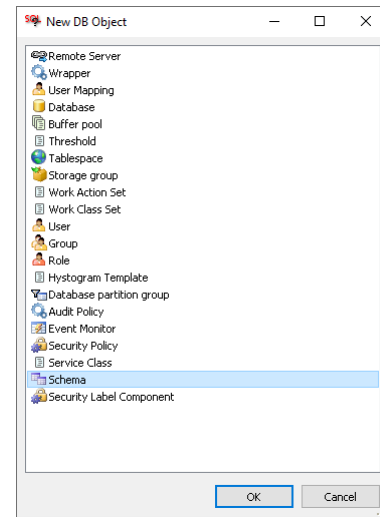 New DB Object
Remote Server
Wrapper
User Mapping
Database
Buffer pool
Threshold
Tablespace
Storage group
Work Action Set
Work Class Set
User
Group
Role
Hystogram Template
Database partition group
Audit Policy
Event Monitor
Security Policy
Service Class
Schema
Security Label Component
OK Cancel